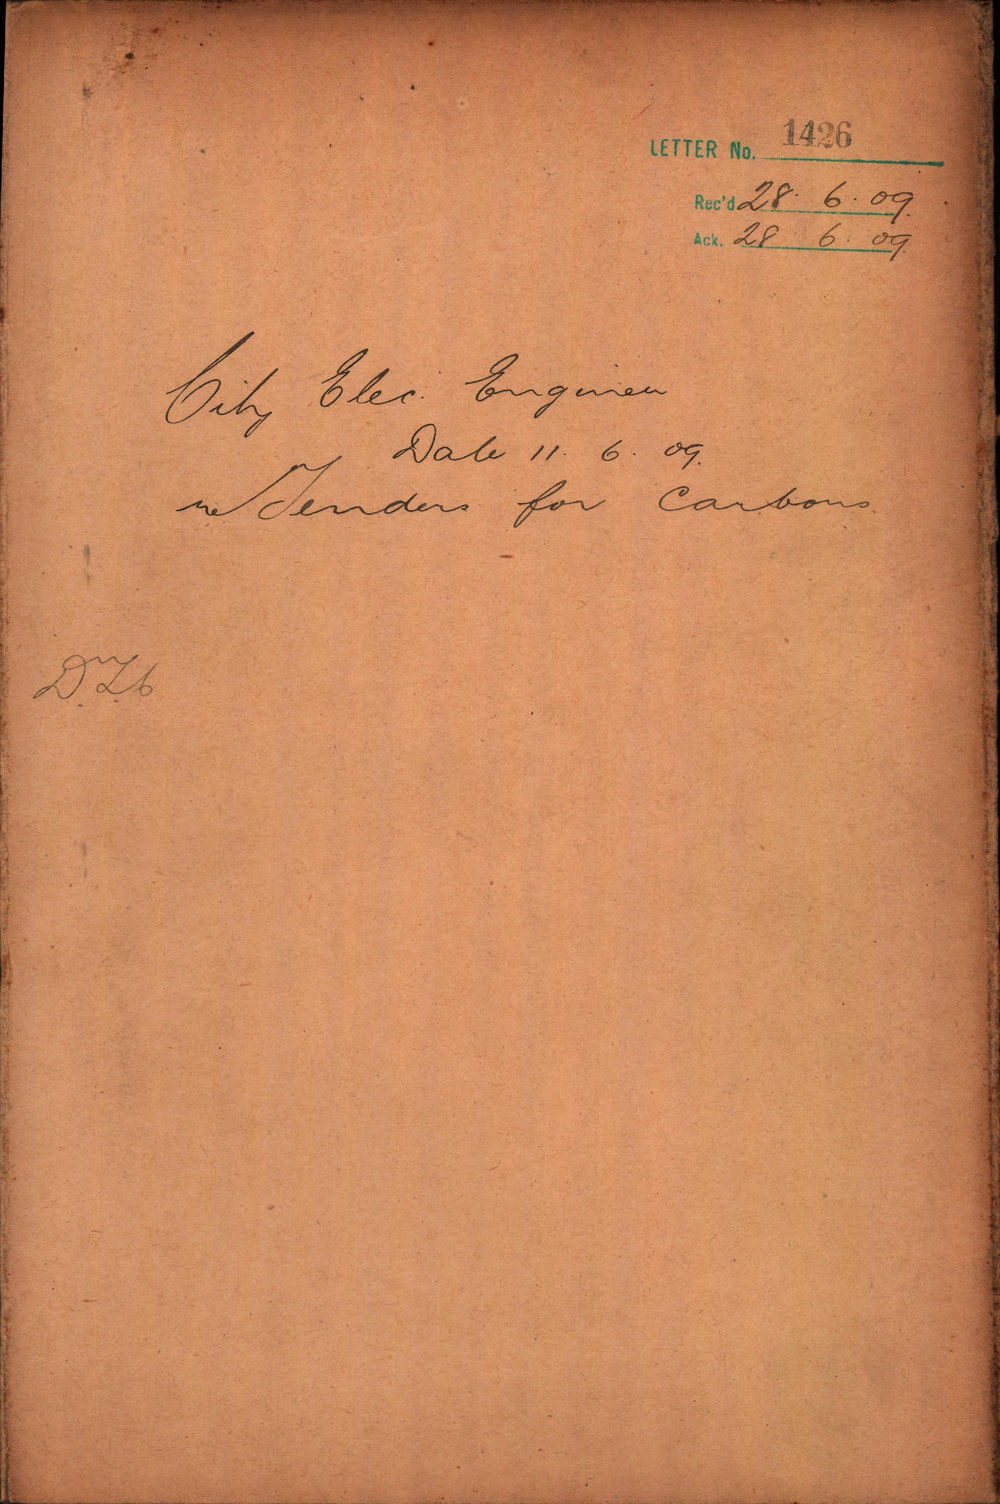 LETTER No. 1426
Rec'd 28. 6. 09.
Ack. 28 6. 09.
City Elec. Engineer
Date 11. 6. 09.
re Tenders for Carbons.